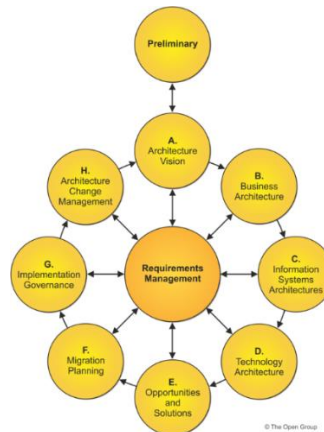 Preliminary
A.
Architecture
Vision
B.
Business
Architecture
C.
Information
Systems
Architectures
D.
Technology
Architecture
E.
Opportunities
and
Solutions
F.
Migration
Planning
G.
Implementation
Governance
H.
Architecture
Change
Management
Requirements
Management
© The Open Group